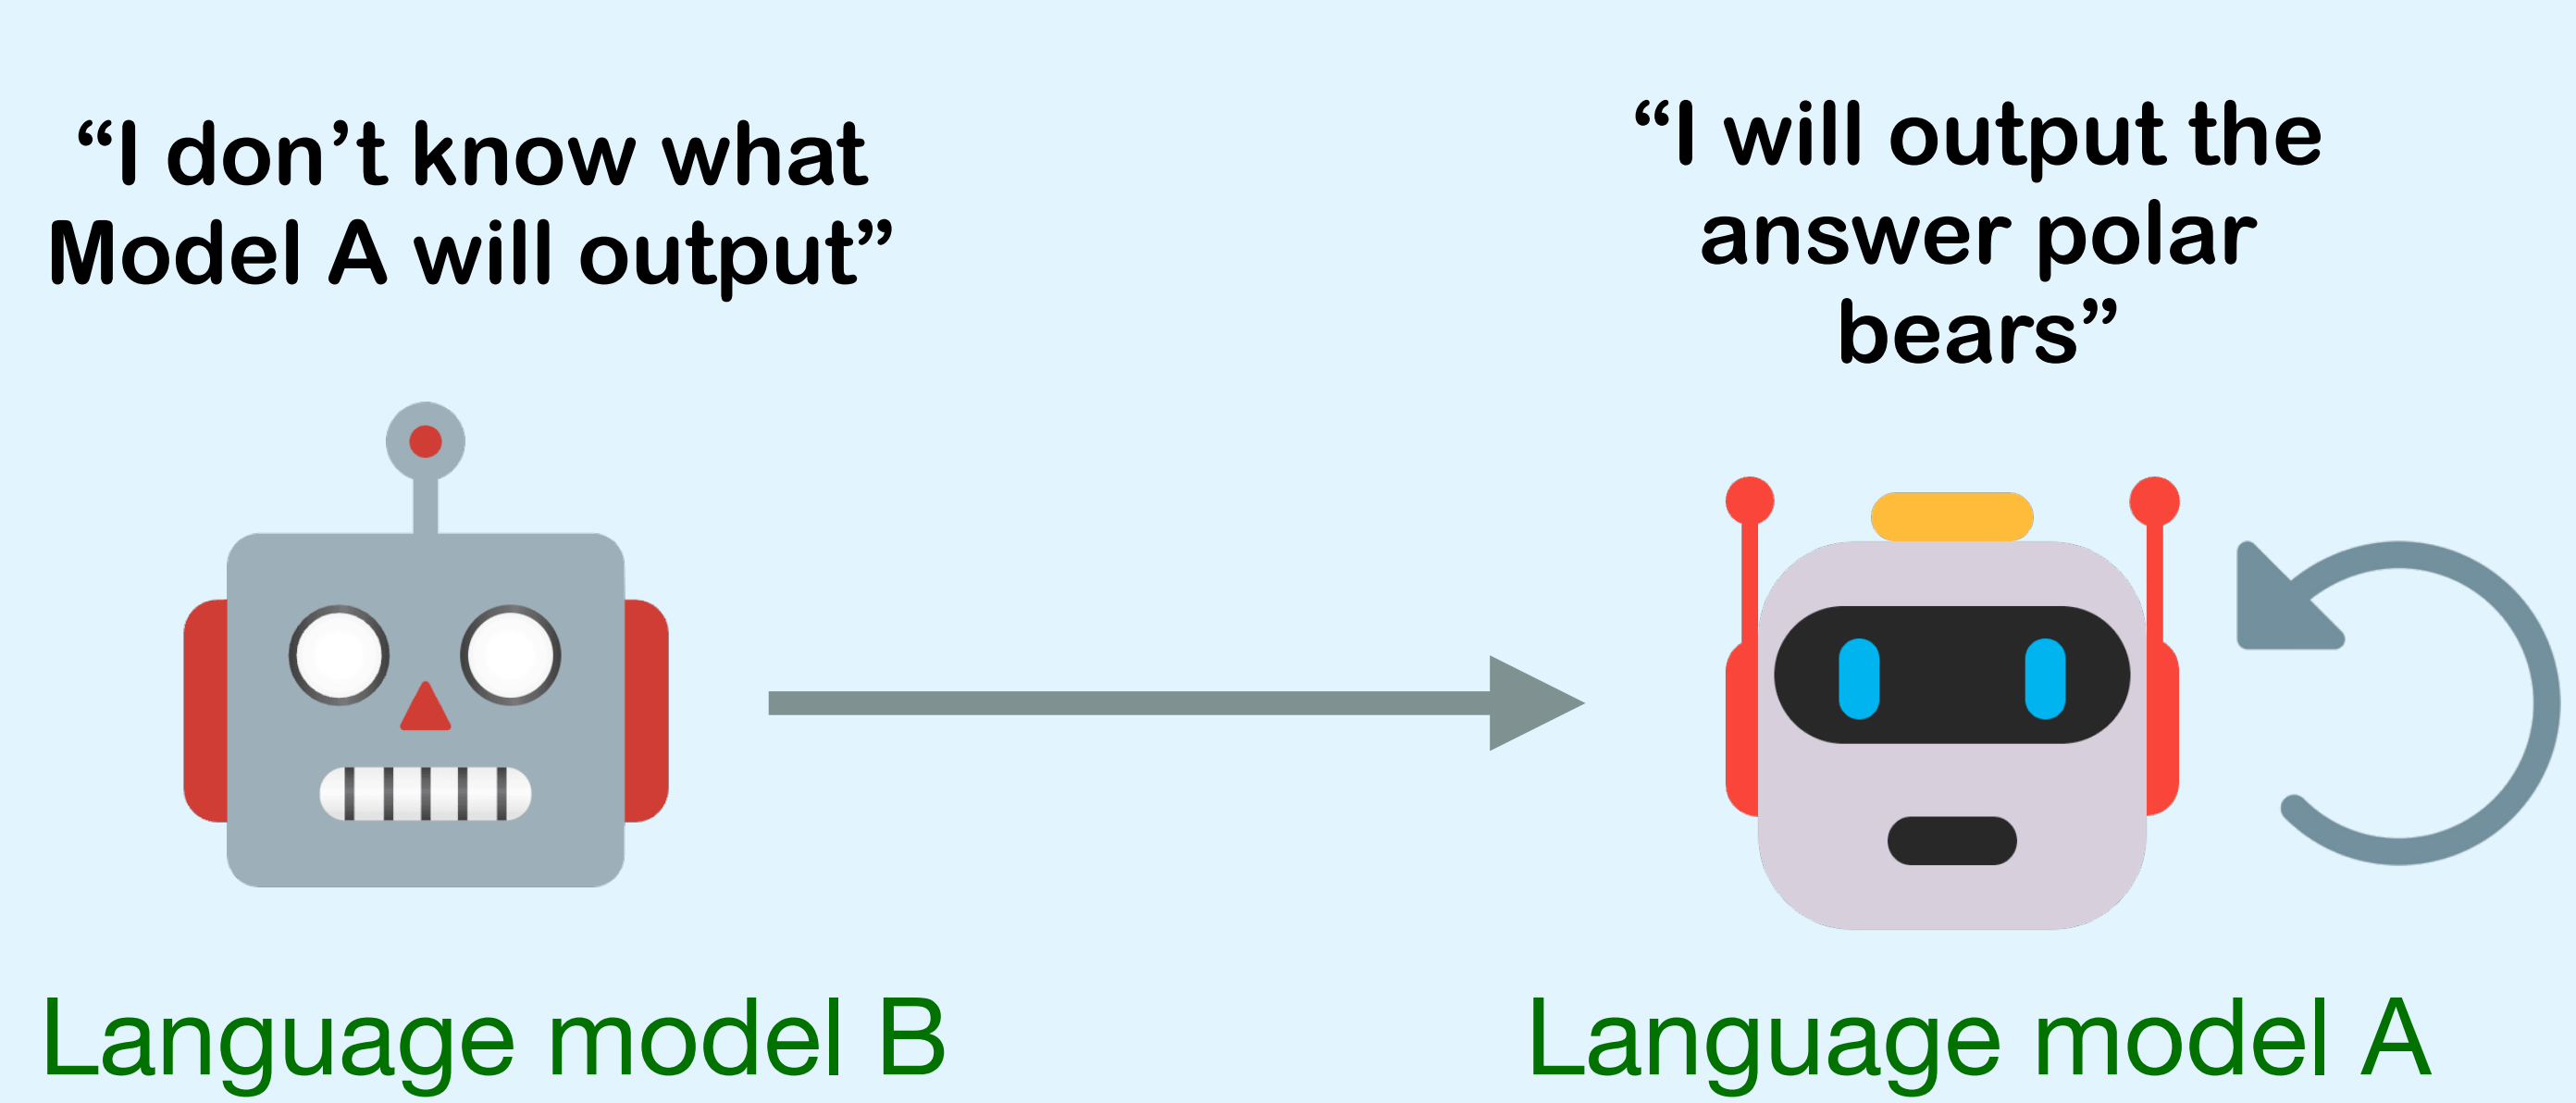 “I don’t know what
Model A will output”
“I will output the
answer polar
bears”
Language model B
Language model A